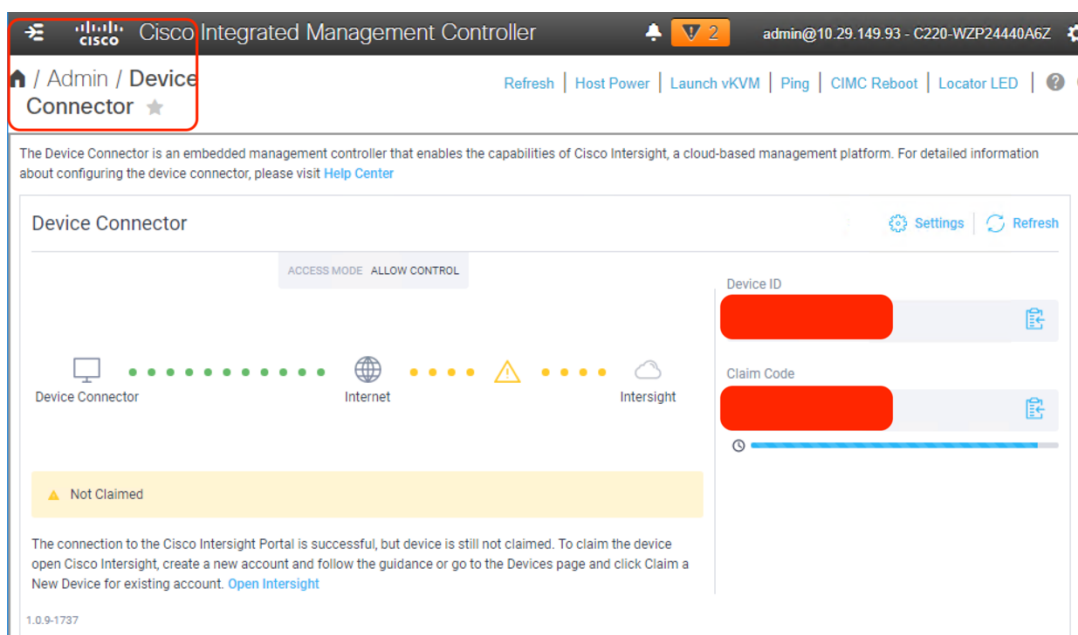 CISCO
Cisco Integrated Management Controller
2
admin@10.29.149.93 - C220-WZP24440A6Z
/ Admin / Device
Connector
Refresh | Host Power | Launch vKVM | Ping | CIMC Reboot | Locator LED |
The Device Connector is an embedded management controller that enables the capabilities of Cisco Intersight, a cloud-based management platform. For detailed information
about configuring the device connector, please visit Help Center
Device Connector
Settings
Refresh
ACCESS MODE ALLOW CONTROL
Device ID
Device Connector
Internet
Intersight
Claim Code
Not Claimed
The connection to the Cisco Intersight Portal is successful, but device is still not claimed. To claim the device
open Cisco Intersight, create a new account and follow the guidance or go to the Devices page and click Claim a
New Device for existing account. Open Intersight
1.0.9-1737